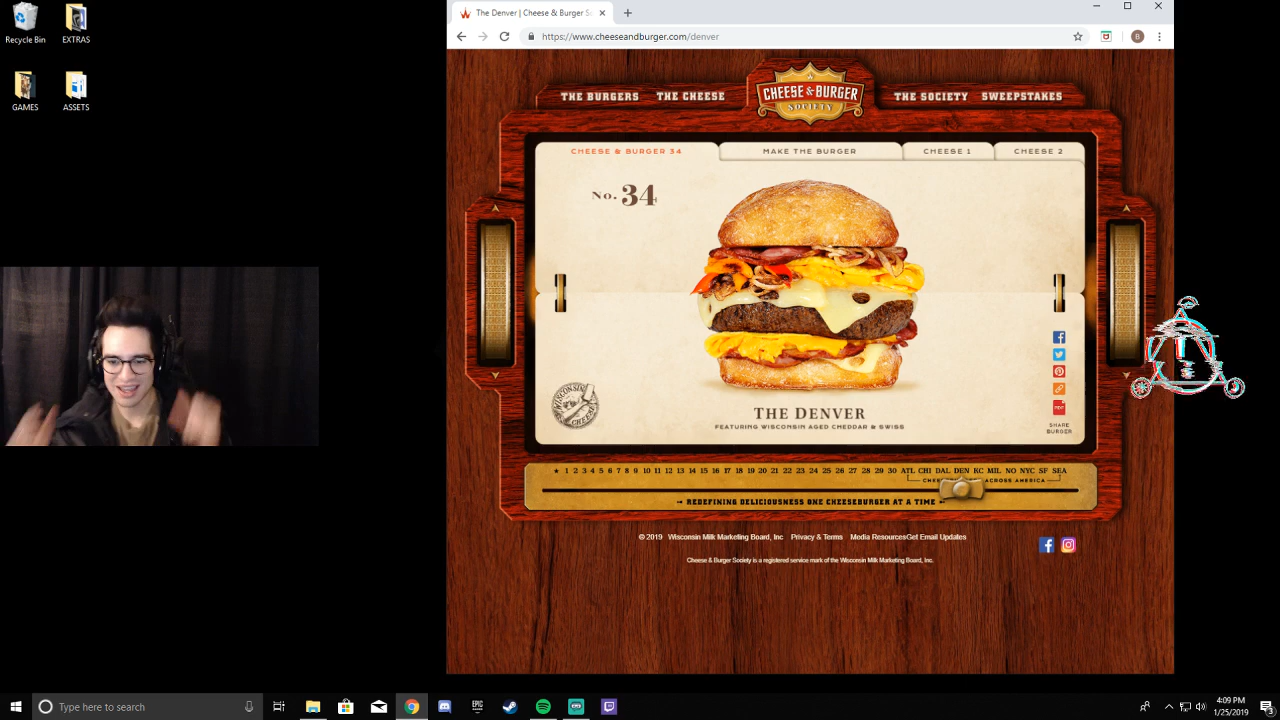 Recycle Bin
EXTRAS
GAMES
ASSETS
The Denver | Cheese & Burger S
https://www.cheeseandburger.com/denver
B
THE BURGERS
THE CHEESE
CHEESE & BURGER
SOCIETY
THE SOCIETY
SWEEPSTAKES
CHEESE & BURGER 34
MAKE THE BURGER
CHEESE 1
CHEESE 2
No. 34
WISCONSIN
CHEESE
PDF
SHARE
BURGER
THE DENVER
FEATURING WISCONSIN AGED CHEDDAR & SWISS
★ 1 2 3 4 5 6 7 8 9 10 11 12 13 14 15 16 17 18 19 20 21 22 23 24 25 26 27 28 29 30 ATL CHI DAL DEN KC MIL NO NYC SF SEA
ACROSS AMERICA
REDEFINING DELICIOUSNESS ONE CHEESEBURGER AT A TIME
© 2019 Wisconsin Milk Marketing Board, Inc Privacy & Terms Media ResourcesGet Email Updates
Cheese & Burger Society is a registered service mark of the Wisconsin Milk Marketing Board, Inc.
Type here to search
EPIC
4:09 PM
1/25/2019
3